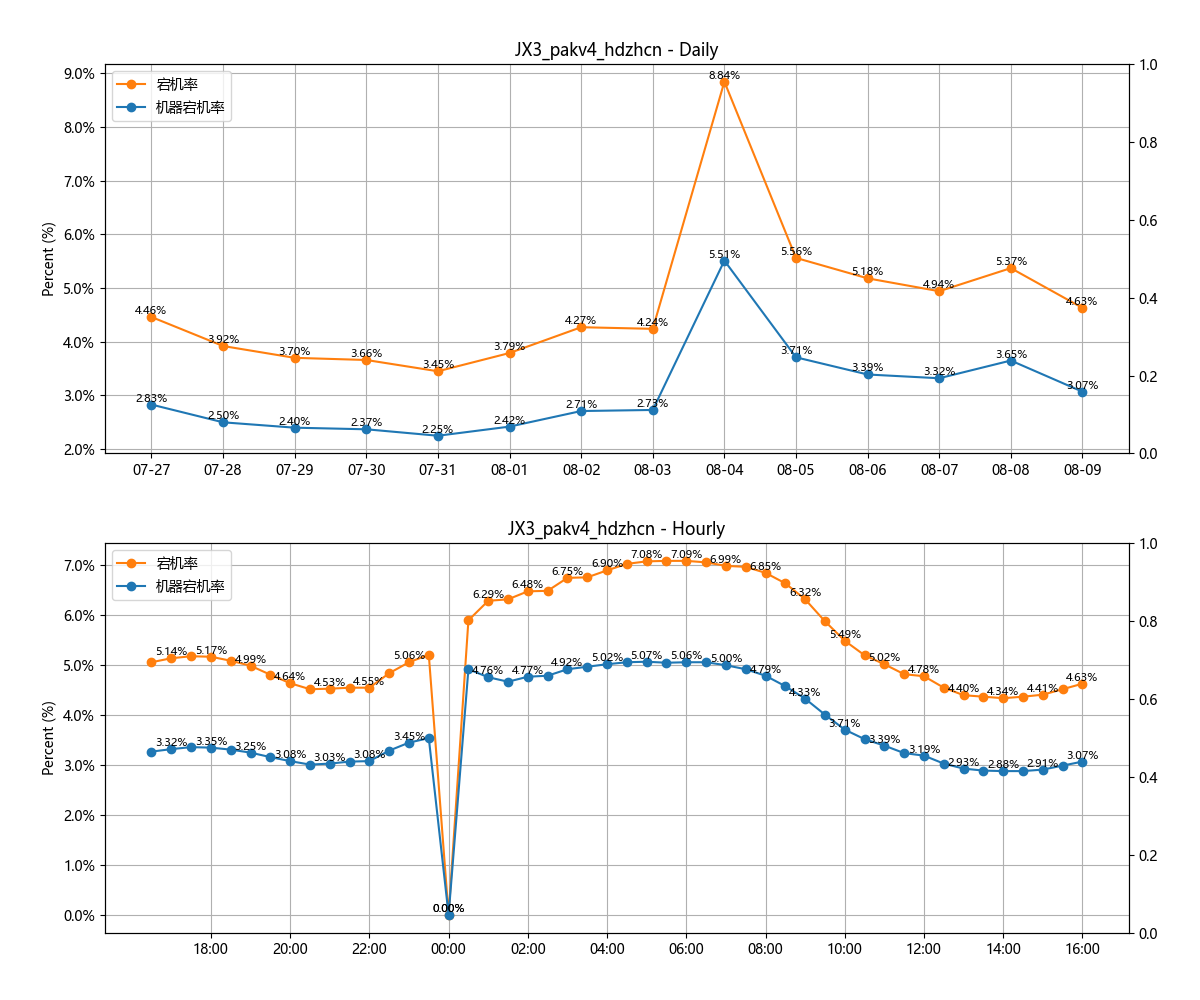 JX3_pakv4_hdzhcn - Daily
宕机率
机器宕机率
Percent (%)
9.0%
8.0%
7.0%
6.0%
5.0%
4.0%
3.0%
2.0%
1.0
0.8
0.6
0.4
0.2
0.0
4.46% 3.92% 3.70% 3.66% 3.45% 3.79% 4.27% 4.24% 8.84% 5.56% 5.18% 4.94% 5.37% 4.63%
2.83% 2.50% 2.40% 2.37% 2.25% 2.42% 2.71% 2.73% 5.51% 3.71% 3.39% 3.32% 3.65% 3.07%
07-27 07-28 07-29 07-30 07-31 08-01 08-02 08-03 08-04 08-05 08-06 08-07 08-08 08-09
JX3_pakv4_hdzhcn - Hourly
宕机率
机器宕机率
Percent (%)
7.0%
6.0%
5.0%
4.0%
3.0%
2.0%
1.0%
0.0%
1.0
0.8
0.6
0.4
0.2
0.0
5.14% 5.17% 4.99% 4.64% 4.53% 4.55% 5.06% 0.00% 6.29% 6.48% 6.75% 6.90% 7.08% 7.09% 6.99% 6.85% 6.32% 5.49% 5.02% 4.78% 4.40% 4.34% 4.41% 4.63%
3.32% 3.35% 3.25% 3.08% 3.03% 3.08% 3.45% 0.00% 4.76% 4.77% 4.92% 5.02% 5.07% 5.06% 5.00% 4.79% 4.33% 3.71% 3.39% 3.19% 2.93% 2.88% 2.91% 3.07%
18:00 20:00 22:00 00:00 02:00 04:00 06:00 08:00 10:00 12:00 14:00 16:00